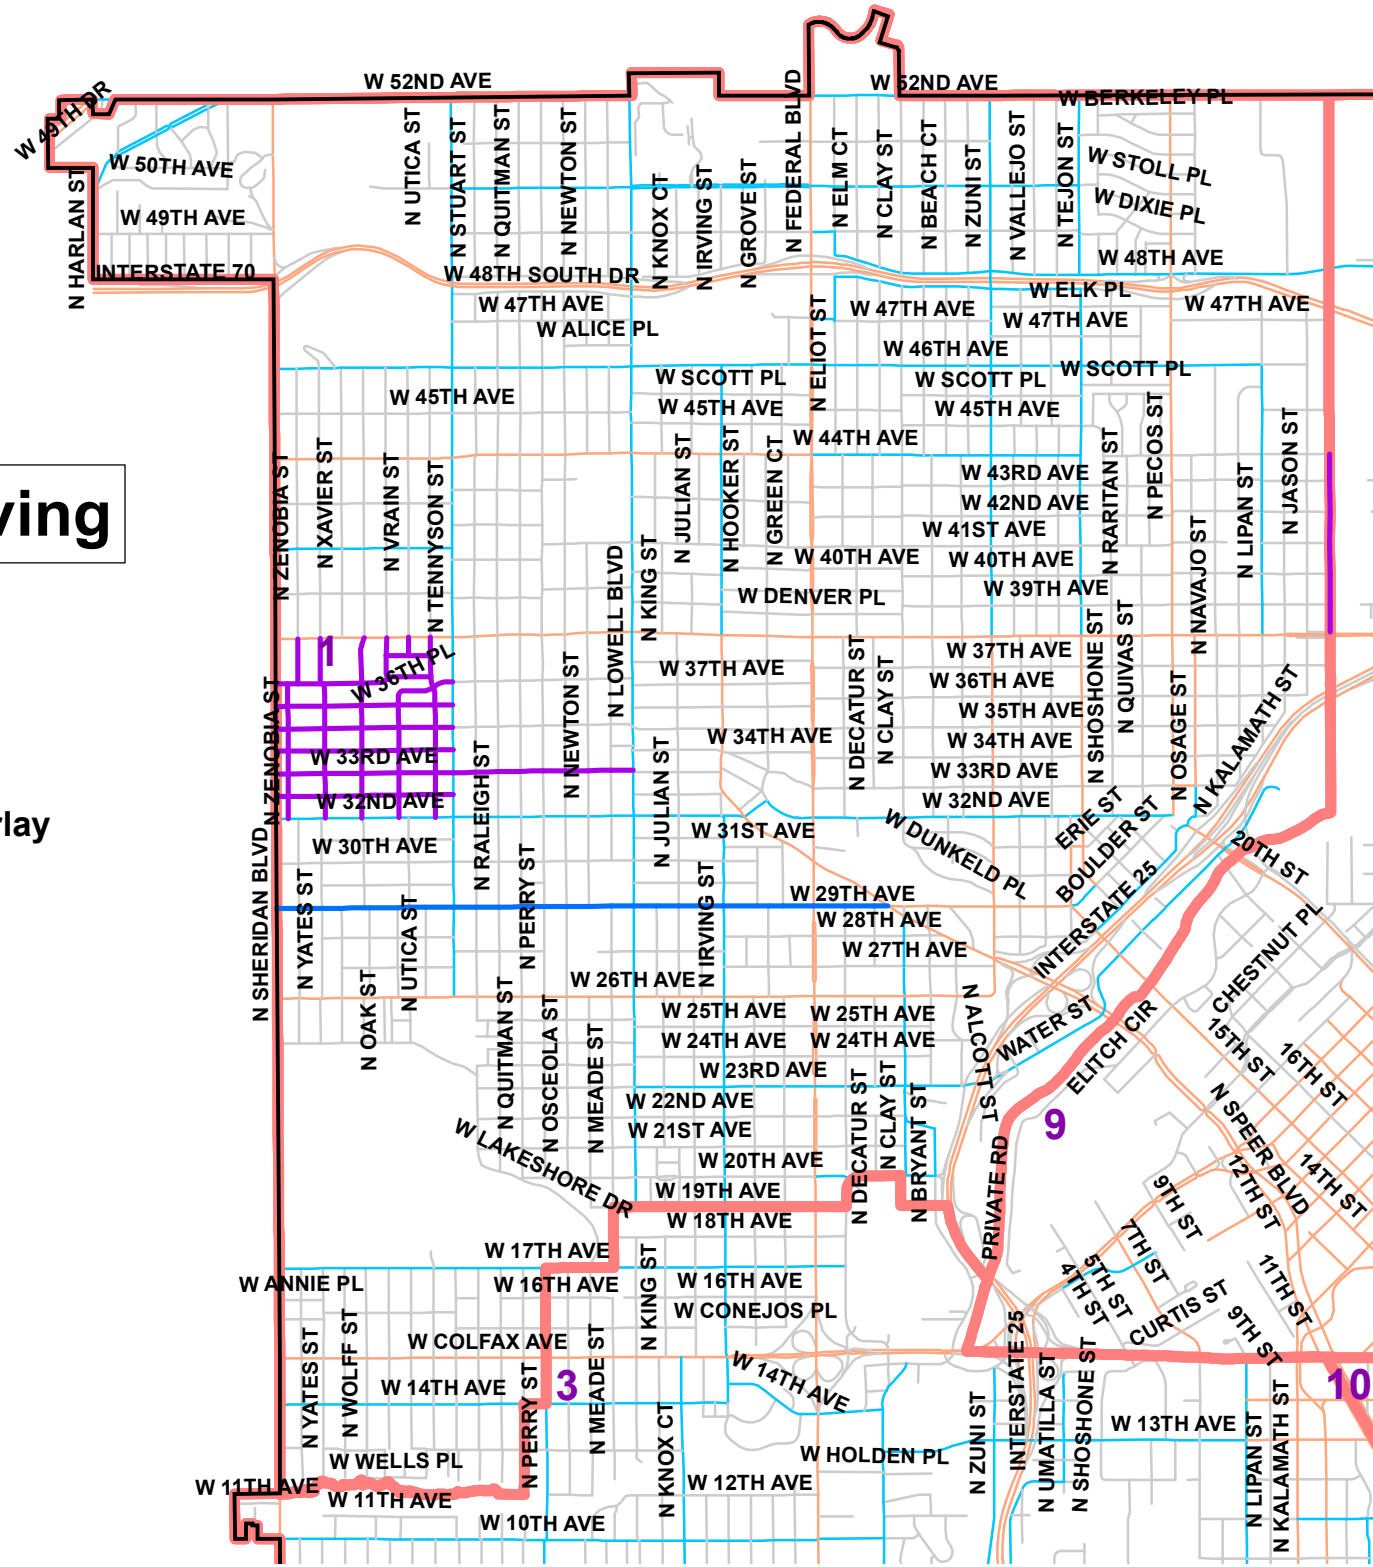 W 52ND AVE
W 52ND AVE
W BERKELEY PL
W 49TH DR
W 50TH AVE
W 49TH AVE
N HARLAN ST
INTERSTATE 70
N UTICA ST
N STUART ST
N QUITMAN ST
N NEWTON ST
N KNOX CT
N IRVING ST
N GROVE ST
N FEDERAL BLVD
N ELM CT
N CLAY ST
N BEACH CT
N ZUNI ST
N VALLEJO ST
N TEJON ST
W STOLL PL
W DIXIE PL
W 48TH AVE
W 48TH SOUTH DR
W 47TH AVE
W ALICE PL
N ELIOT ST
W 47TH AVE
W ELK PL
W 47TH AVE
W 47TH AVE
W 46TH AVE
W SCOTT PL
W SCOTT PL
W SCOTT PL
W 45TH AVE
W 45TH AVE
W 45TH AVE
W 44TH AVE
N ZENOBIA ST
N XAVIER ST
N VRAIN ST
N TENNYSON ST
N LOWELL BLVD
N KING ST
N JULIAN ST
N HOOKER ST
N GREEN CT
W 43RD AVE
W 42ND AVE
W 41ST AVE
W 40TH AVE
W 40TH AVE
W 39TH AVE
W DENVER PL
N RARITAN ST
N PECOS ST
N NAVAJO ST
N LIPAN ST
N JASON ST
ving
1
W 36TH PL
N ZENOBIA ST
W 33RD AVE
W 32ND AVE
N RALEIGH ST
N NEWTON ST
W 37TH AVE
W 34TH AVE
N JULIAN ST
N DECATUR ST
N CLAY ST
W 37TH AVE
W 36TH AVE
W 35TH AVE
W 34TH AVE
W 33RD AVE
W 32ND AVE
N SHOSHONE ST
N QUIVAS ST
N OSAGE ST
N KALAMATH ST
rlay
W 30TH AVE
W 31ST AVE
W DUNKELD PL
ERIE ST
BOULDER ST
20TH ST
N SHERIDAN BLVD
N YATES ST
N UTICA ST
N OAK ST
N PERRY ST
N IRVING ST
W 29TH AVE
W 28TH AVE
W 27TH AVE
INTERSTATE 25
W 26TH AVE
CHESTNUT PL
N QUITMAN ST
N OSCEOLA ST
N MEADE ST
W 25TH AVE
W 25TH AVE
W 24TH AVE
W 24TH AVE
W 23RD AVE
N ALCOTT ST
WATER ST
ELITCH CIR
15TH ST
16TH ST
W 22ND AVE
W 21ST AVE
W 20TH AVE
W 19TH AVE
W 18TH AVE
N DECATUR ST
N CLAY ST
N BRYANT ST
PRIVATE RD
9
N SPEER BLVD
14TH ST
12TH ST
9TH ST
7TH ST
5TH ST
4TH ST
11TH ST
CURTIS ST
9TH ST
W LAKESHORE DR
W 17TH AVE
W ANNIE PL
W 16TH AVE
N KING ST
W 16TH AVE
W CONEJOS PL
W COLFAX AVE
N YATES ST
N WOLFF ST
W 14TH AVE
N PERRY ST
3
N MEADE ST
W 14TH AVE
INTERSTATE 25
10
W WELLS PL
N KNOX CT
W HOLDEN PL
N ZUNI ST
N UMATILLA ST
N SHOSHONE ST
W 13TH AVE
N LIPAN ST
N KALAMATH ST
W 11TH AVE
W 11TH AVE
W 12TH AVE
W 10TH AVE